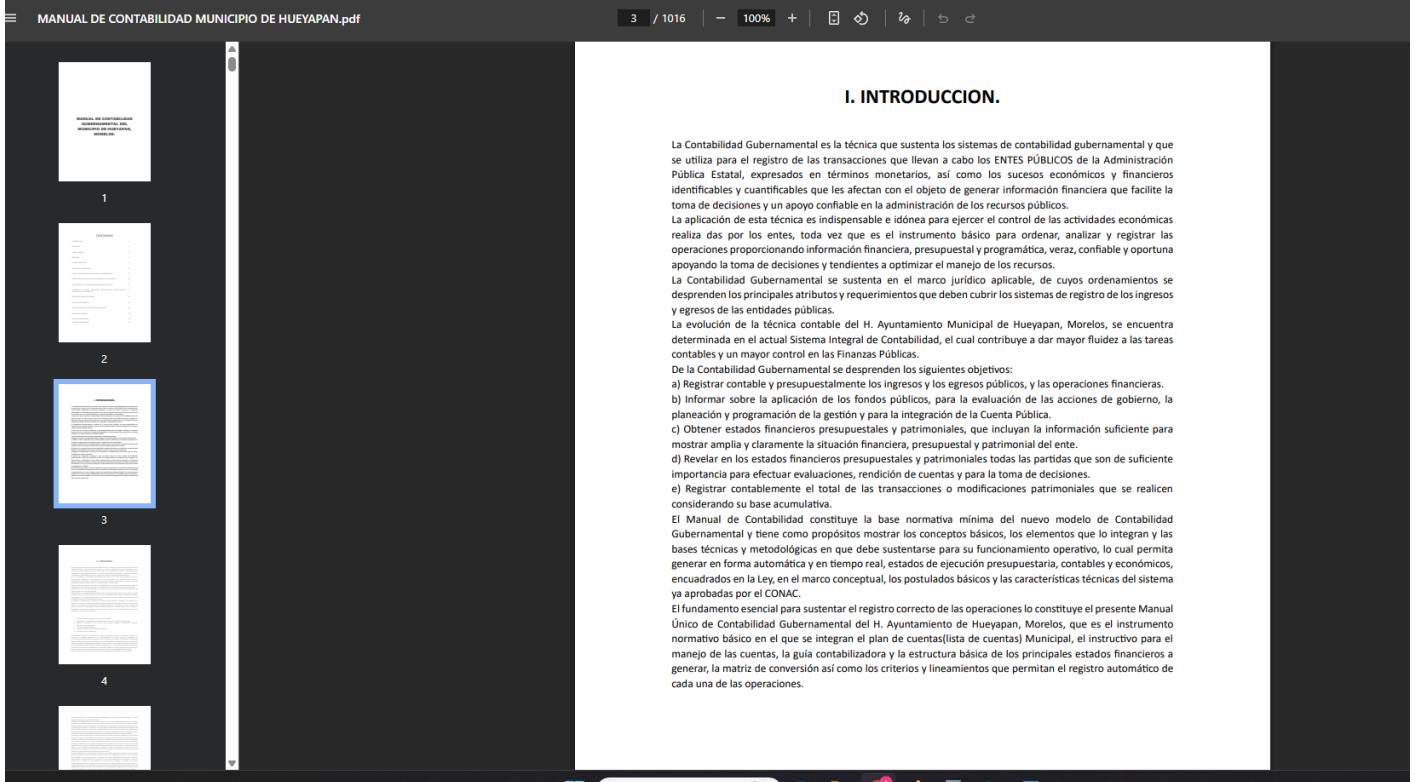 MANUAL DE CONTABILIDAD MUNICIPIO DE HUEYAPAN.pdf
3 / 1016
100%
MANUAL DE CONTABILIDAD
GUBERNAMENTAL DEL
MUNICIPIO DE HUEYAPAN,
MORELOS.
1
2
3
4
I. INTRODUCCION.
La Contabilidad Gubernamental es la técnica que sustenta los sistemas de contabilidad gubernamental y que
se utiliza para el registro de las transacciones que llevan a cabo los ENTES PÚBLICOS de la Administración
Pública Estatal, expresados en términos monetarios, así como los sucesos económicos y financieros
identificables y cuantificables que les afectan con el objeto de generar información financiera que facilite la
toma de decisiones y un apoyo confiable en la administración de los recursos públicos.
La aplicación de esta técnica es indispensable e idónea para ejercer el control de las actividades económicas
realiza das por los entes, toda vez que es el instrumento básico para ordenar, analizar y registrar las
operaciones proporcionando información financiera, presupuestal y programática, veraz, confiable y oportuna
apoyando la toma de decisiones y tendientes a optimizar el manejo de los recursos.
La Contabilidad Gubernamental se sustenta en el marco jurídico aplicable, de cuyos ordenamientos se
desprenden los principales atributos y requerimientos que deben cubrir los sistemas de registro de los ingresos
y egresos de las entidades públicas.
La evolución de la técnica contable del H. Ayuntamiento Municipal de Hueyapan, Morelos, se encuentra
determinada en el actual Sistema Integral de Contabilidad, el cual contribuye a dar mayor fluidez a las tareas
contables y un mayor control en las Finanzas Públicas.
De la Contabilidad Gubernamental se desprenden los siguientes objetivos:
a) Registrar contable y presupuestalmente los ingresos y los egresos públicos, y las operaciones financieras.
b) Informar sobre la aplicación de los fondos públicos, para la evaluación de las acciones de gobierno, la
planeación y programación de la gestión y para la integración de la Cuenta Pública.
c) Obtener estados financieros presupuestales y patrimoniales, que incluyan la información suficiente para
mostrar amplia y claramente la situación financiera, presupuestal y patrimonial del ente.
d) Revelar en los estados financieros presupuestales y patrimoniales todas las partidas que son de suficiente
importancia para efectuar evaluaciones, rendición de cuentas y para la toma de decisiones.
e) Registrar contablemente el total de las transacciones o modificaciones patrimoniales que se realicen
considerando su base acumulativa.
El Manual de Contabilidad constituye la base normativa mínima del nuevo modelo de Contabilidad
Gubernamental y tiene como propósitos mostrar los conceptos básicos, los elementos que lo integran y las
bases técnicas y metodológicas en que debe sustentarse para su funcionamiento operativo, lo cual permita
generar en forma automática y en tiempo real, estados de ejecución presupuestaria, contables y económicos,
encuadrados en la Ley, en el marco conceptual, los postulados básicos y las características técnicas del sistema
ya aprobadas por el CONAC.
El fundamento esencial para sustentar el registro correcto de las operaciones lo constituye el presente Manual
Único de Contabilidad Gubernamental del H. Ayuntamiento de Hueyapan, Morelos, que es el instrumento
normativo básico en el que se integran el plan de cuentas(lista de cuentas) Municipal, el instructivo para el
manejo de las cuentas, la guía contabilizadora y la estructura básica de los principales estados financieros a
generar, la matriz de conversión así como los criterios y lineamientos que permitan el registro automático de
cada una de las operaciones.